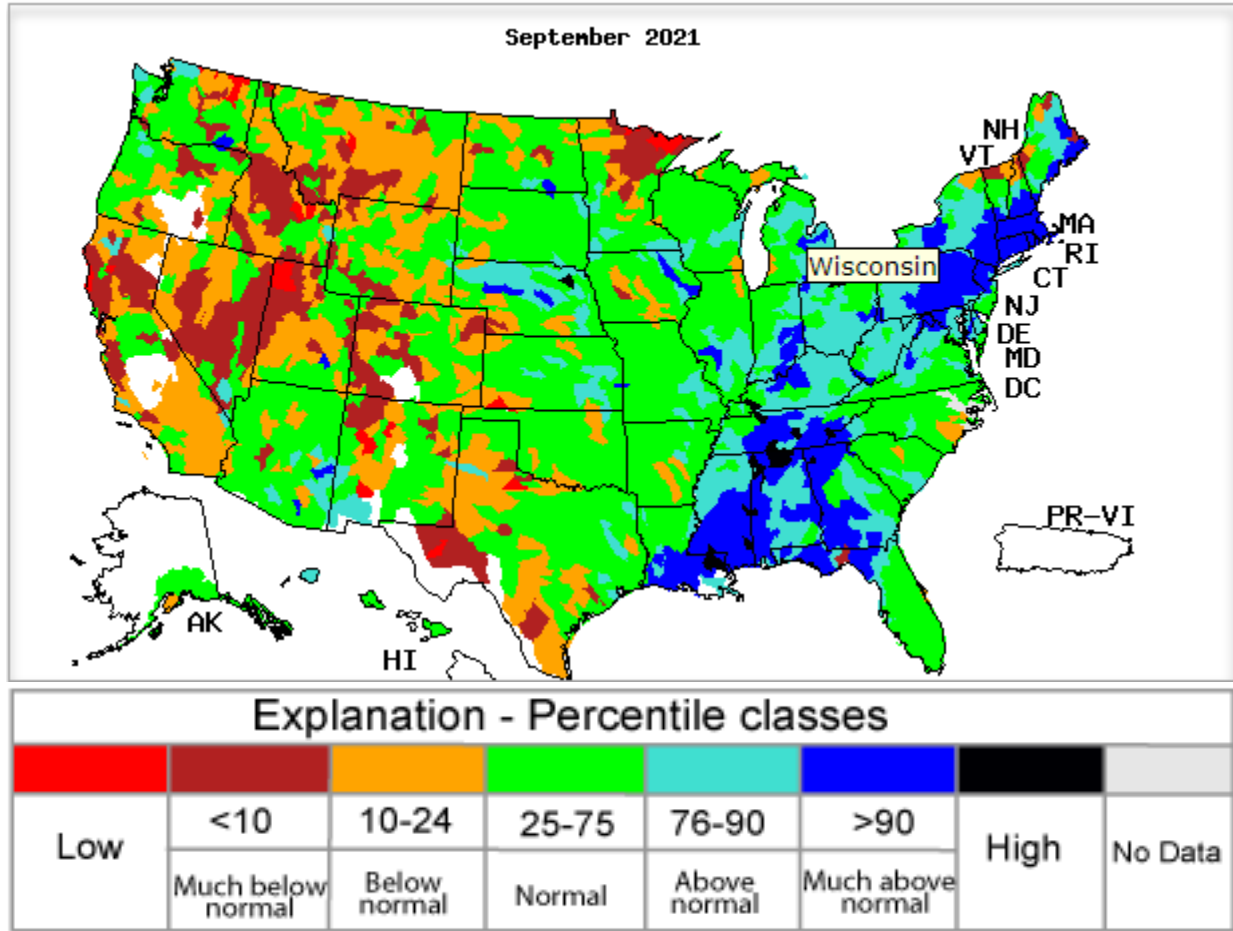 September 2021
NH
VT
MA
RI
Wisconsin
CT
NJ
DE
MD
DC
PR-VI
AK
HI
Explanation - Percentile classes
Low
<10
10-24
25-75
76-90
>90
High
No Data
Much below
normal
Below
normal
Normal
Above
normal
Much above
normal